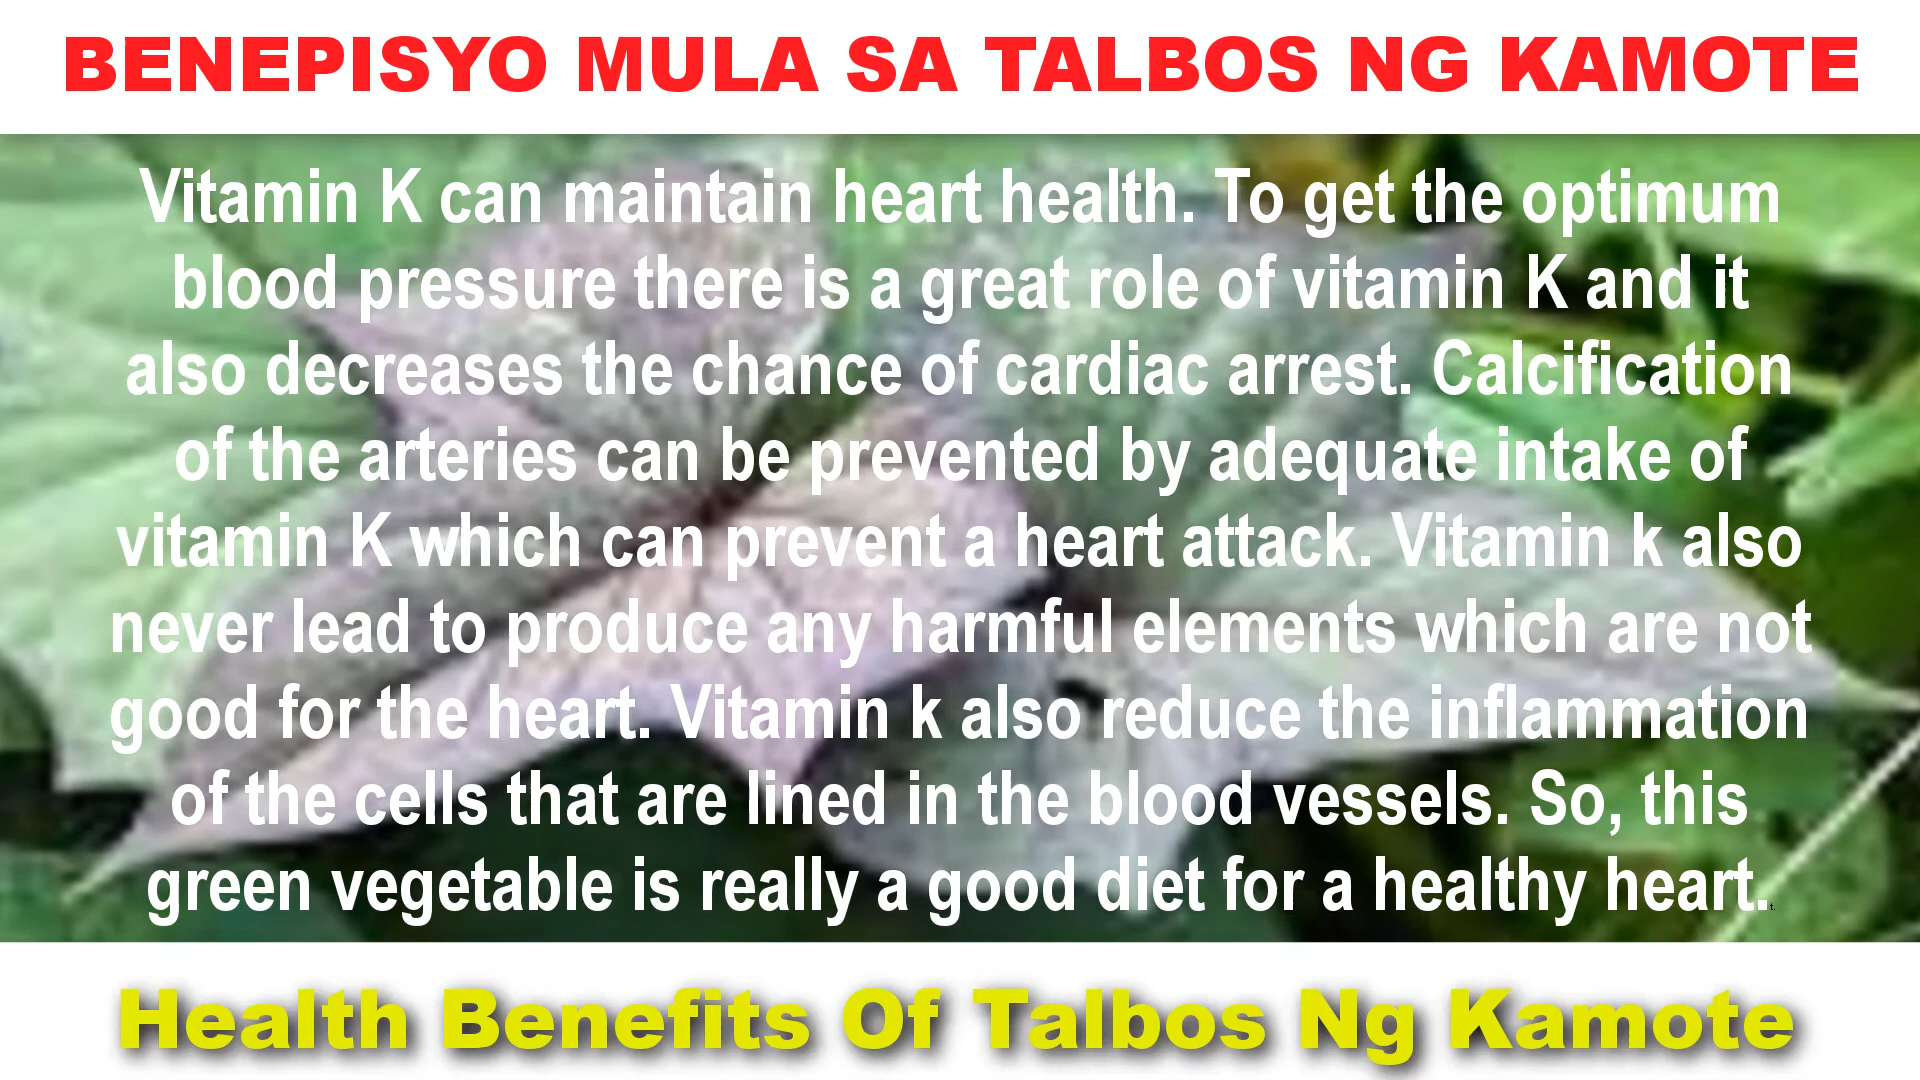 BENEPISYO MULA SA TALBOS NG KAMOTE
Vitamin K can maintain heart health. To get the optimum
blood pressure there is a great role of vitamin K and it
also decreases the chance of cardiac arrest. Calcification
of the arteries can be prevented by adequate intake of
vitamin K which can prevent a heart attack. Vitamin k also
never lead to produce any harmful elements which are not
good for the heart. Vitamin k also reduce the inflammation
of the cells that are lined in the blood vessels. So, this
green vegetable is really a good diet for a healthy heart.
t.
Health Benefits Of Talbos Ng Kamote